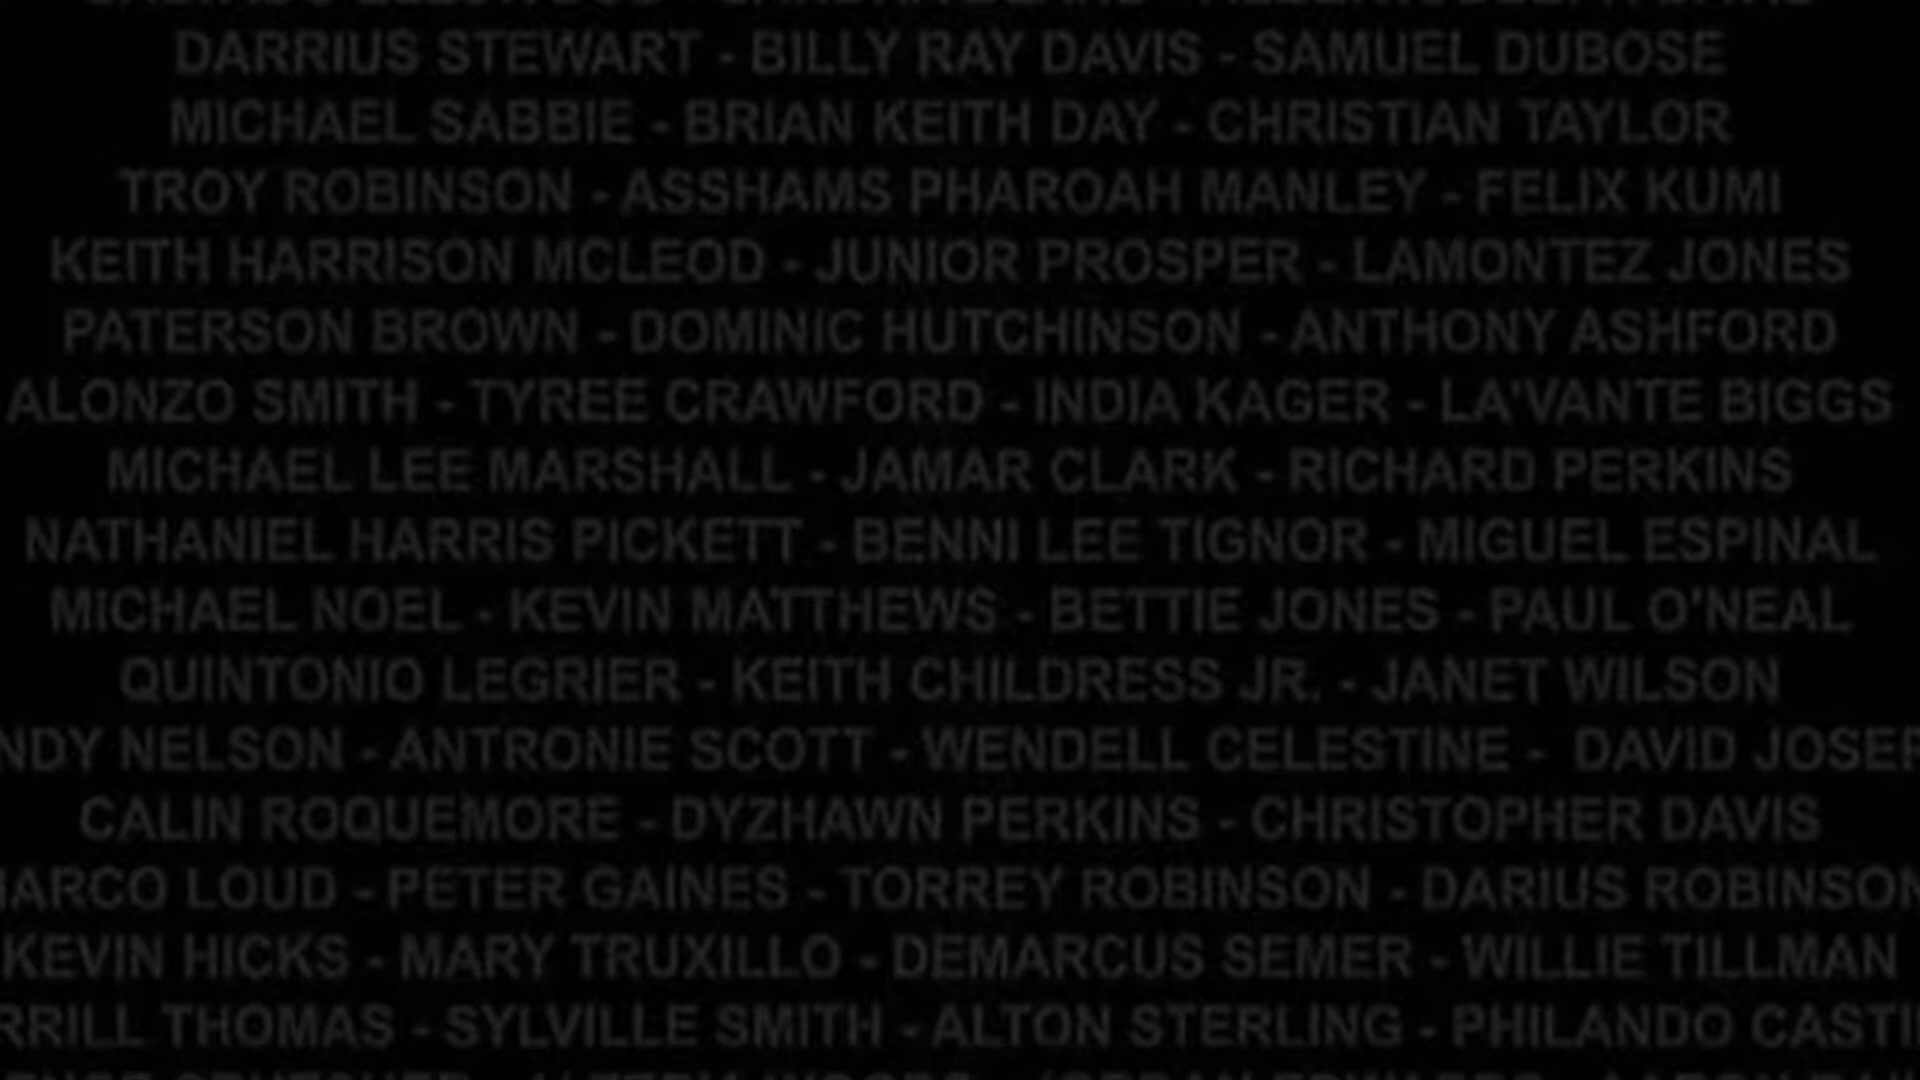 DARRIUS STEWART - BILLY RAY DAVIS - SAMUEL DUBOSE
MICHAEL SABBIE - BRIAN KEITH DAY - CHRISTIAN TAYLOR
TROY ROBINSON - ASSHAMS PHAROAH MANLEY - FELIX KUMI
KEITH HARRISON MCLEOD - JUNIOR PROSPER - LAMONTEZ JONES
PATERSON BROWN - DOMINIC HUTCHINSON - ANTHONY ASHFORD
ALONZO SMITH - TYREE CRAWFORD - INDIA KAGER - LA'VANTE BIGGS
MICHAEL LEE MARSHALL - JAMAR CLARK - RICHARD PERKINS
NATHANIEL HARRIS PICKETT - BENNI LEE TIGNOR - MIGUEL ESPINAL
MICHAEL NOEL - KEVIN MATTHEWS - BETTIE JONES - PAUL O'NEAL
QUINTONIO LEGRIER - KEITH CHILDRESS JR. - JANET WILSON
NDY NELSON - ANTRONIE SCOTT - WENDELL CELESTINE - DAVID
CALIN ROQUEMORE - DYZHAWN PERKINS - CHRISTOPHER DAVIS
ARCO LOUD - PETER GAINES - TORREY ROBINSON - DARIUS ROBINSON
KEVIN HICKS - MARY TRUXILLO - DEMARCUS SEMER - WILLIE TILLMAN
RRILL THOMAS - SYLVILLE SMITH - ALTON STERLING - PHILANDO CASTI